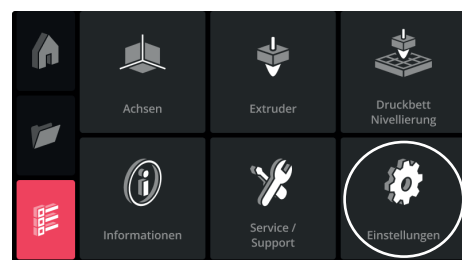 Achsen
Extruder
Druckbett
Nivellierung
Informationen
Service /
Support
Einstellungen